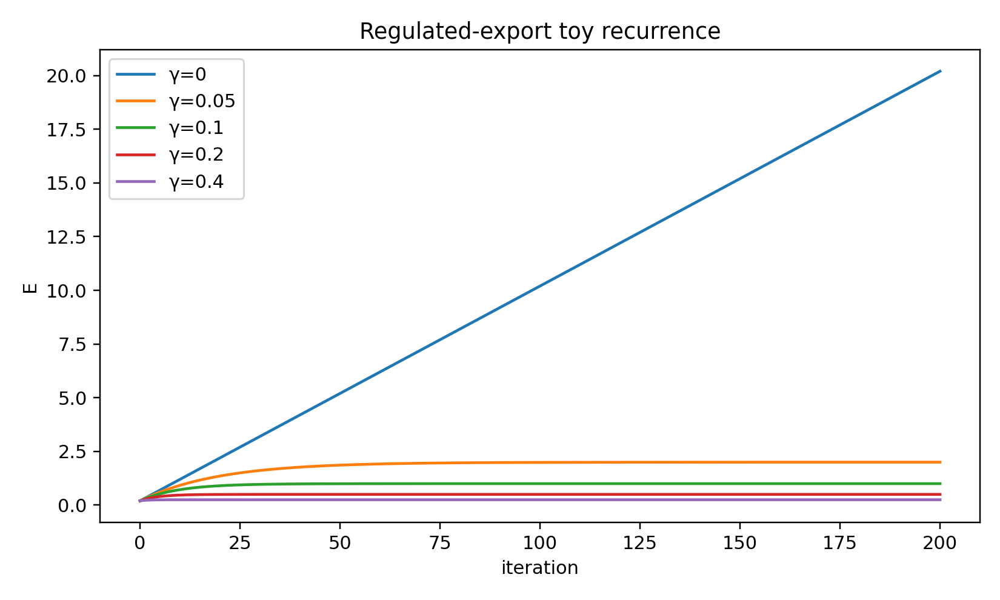 Regulated-export toy recurrence
γ=0
γ=0.05
γ=0.1
γ=0.2
γ=0.4
20.0
17.5
15.0
12.5
10.0
7.5
5.0
2.5
0.0
E
0 25 50 75 100 125 150 175 200
iteration